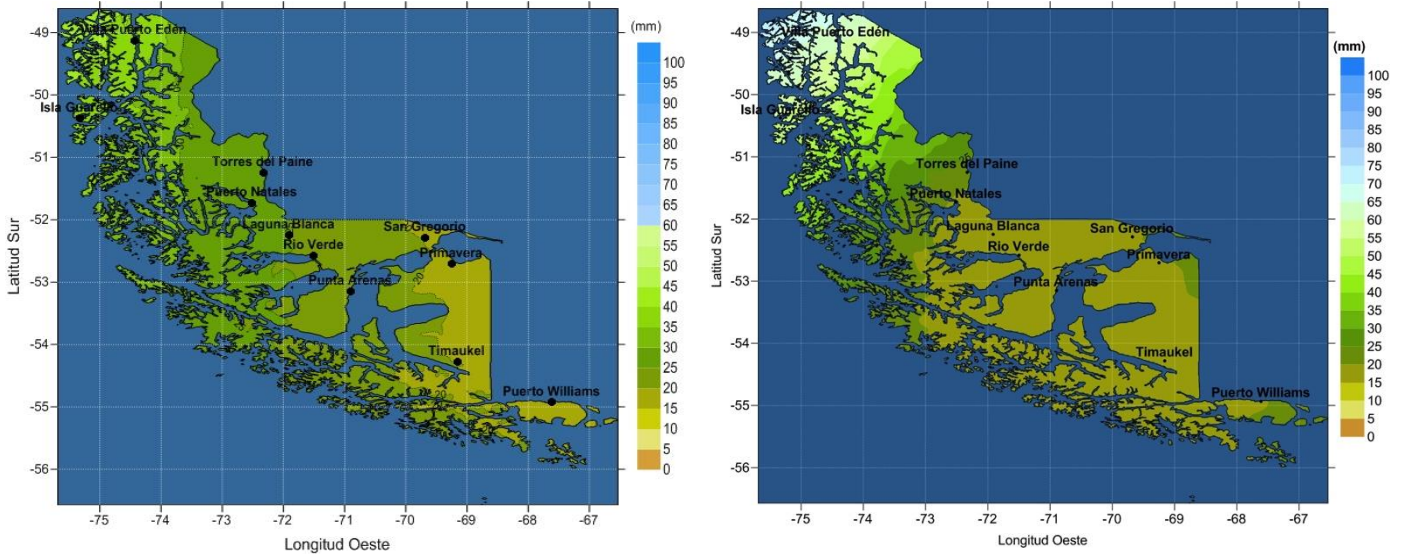 (mm)
-49
Villa Puerto Edén
100
95
-50
90
Isla Guarello
85
80
-51
Torres del Paine
75
70
Puerto Natales
65
-52
Laguna Blanca
San Gregorio
60
Rio Verde
55
Primavera
50
-53
Punta Arenas
45
40
35
-54
Timaukel
30
25
20
Puerto Williams
20
-55
15
10
5
-56
0
-75
-74
-73
-72
-71
-70
-69
-68
-67
Latitud Sur
Longitud Oeste
(mm)
-49
Villa Puerto Edén
100
95
-50
90
Isla Guarello
85
80
-51
Torres del Paine
75
70
Puerto Natales
65
-52
Laguna Blanca
San Gregorio
60
Rio Verde
55
Primavera
50
-53
Punta Arenas
45
40
35
-54
Timaukel
30
25
Puerto Williams
20
-55
15
10
5
-56
0
-75
-74
-73
-72
-71
-70
-69
-68
-67
Longitud Oeste